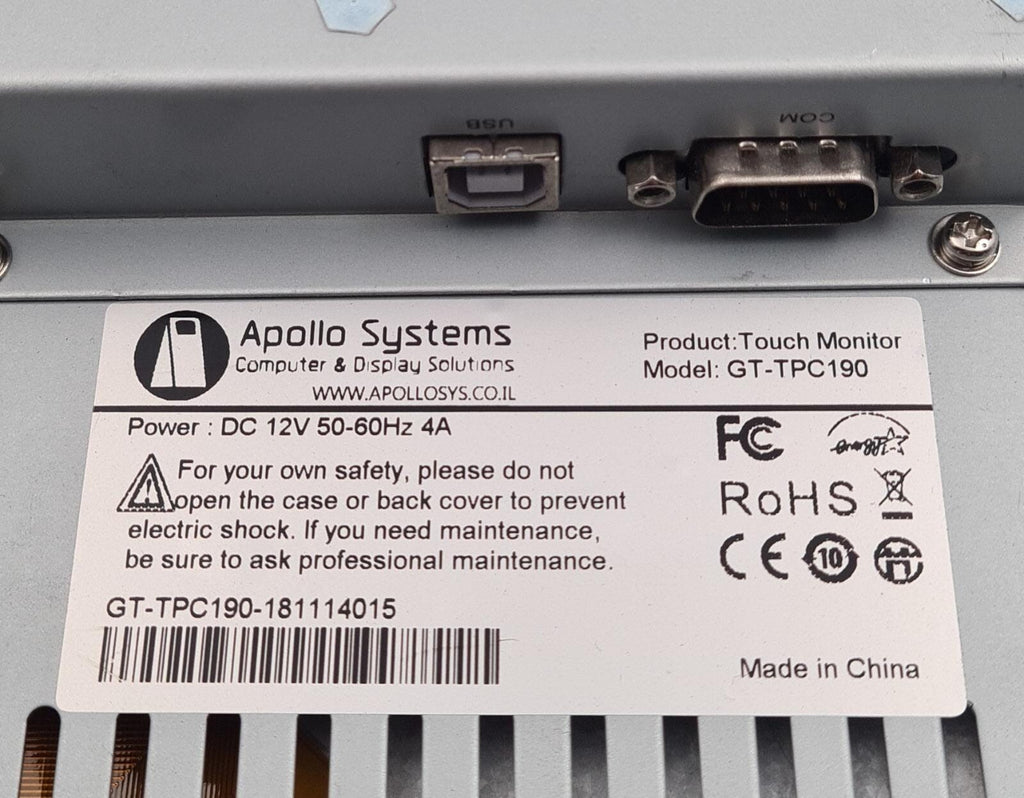 USB
COM
Apollo Systems
Computer & Display Solutions
WWW.APOLLOSYS.CO.IL
Product:Touch Monitor
Model: GT-TPC190
Power : DC 12V 50-60Hz 4A
For your own safety, please do not
open the case or back cover to prevent
electric shock. If you need maintenance,
be sure to ask professional maintenance.
FC
energy
RoHS
CE 10
GT-TPC190-181114015
Made in China